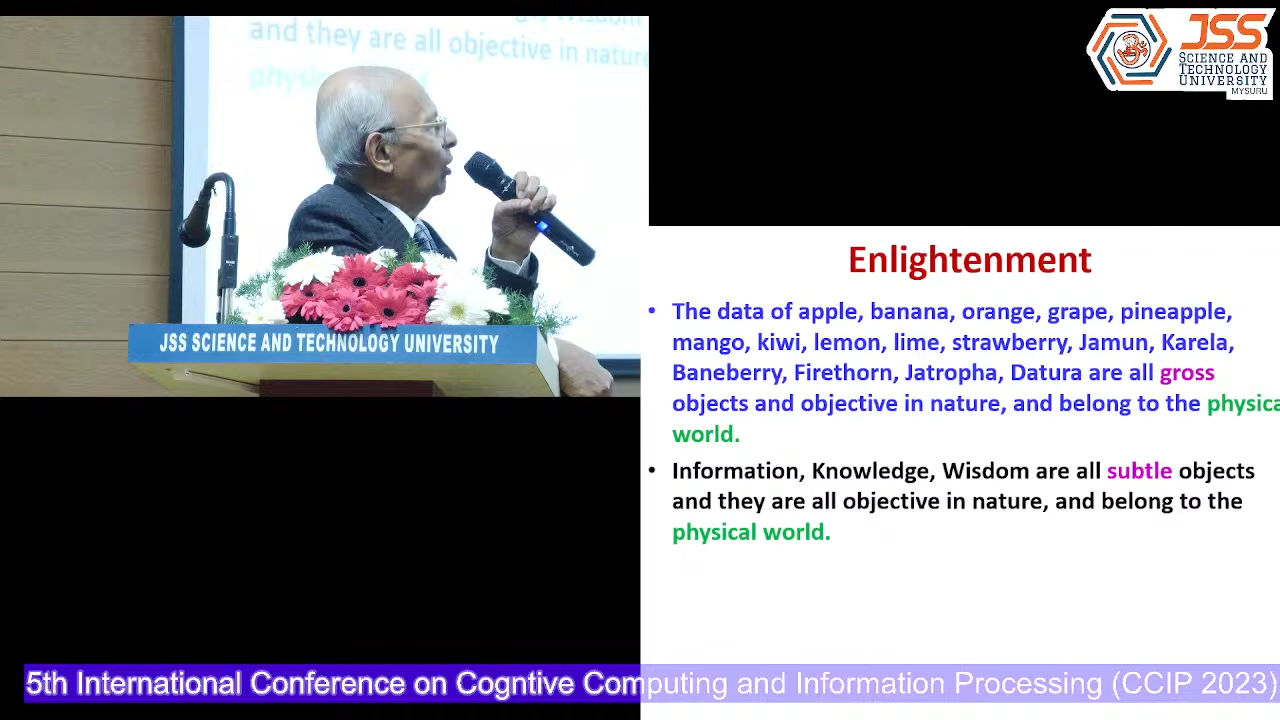 and they are all objective in nature
JSS
SCIENCE AND
TECHNOLOGY
UNIVERSITY
MYSURU
JSS SCIENCE AND TECHNOLOGY UNIVERSITY
Enlightenment
• The data of apple, banana, orange, grape, pineapple,
mango, kiwi, lemon, lime, strawberry, Jamun, Karela,
Baneberry, Firethorn, Jatropha, Datura are all gross
objects and objective in nature, and belong to the physica
world.
• Information, Knowledge, Wisdom are all subtle objects
and they are all objective in nature, and belong to the
physical world.
5th International Conference on Cogntive Computing and Information Processing (CCIP 2023)